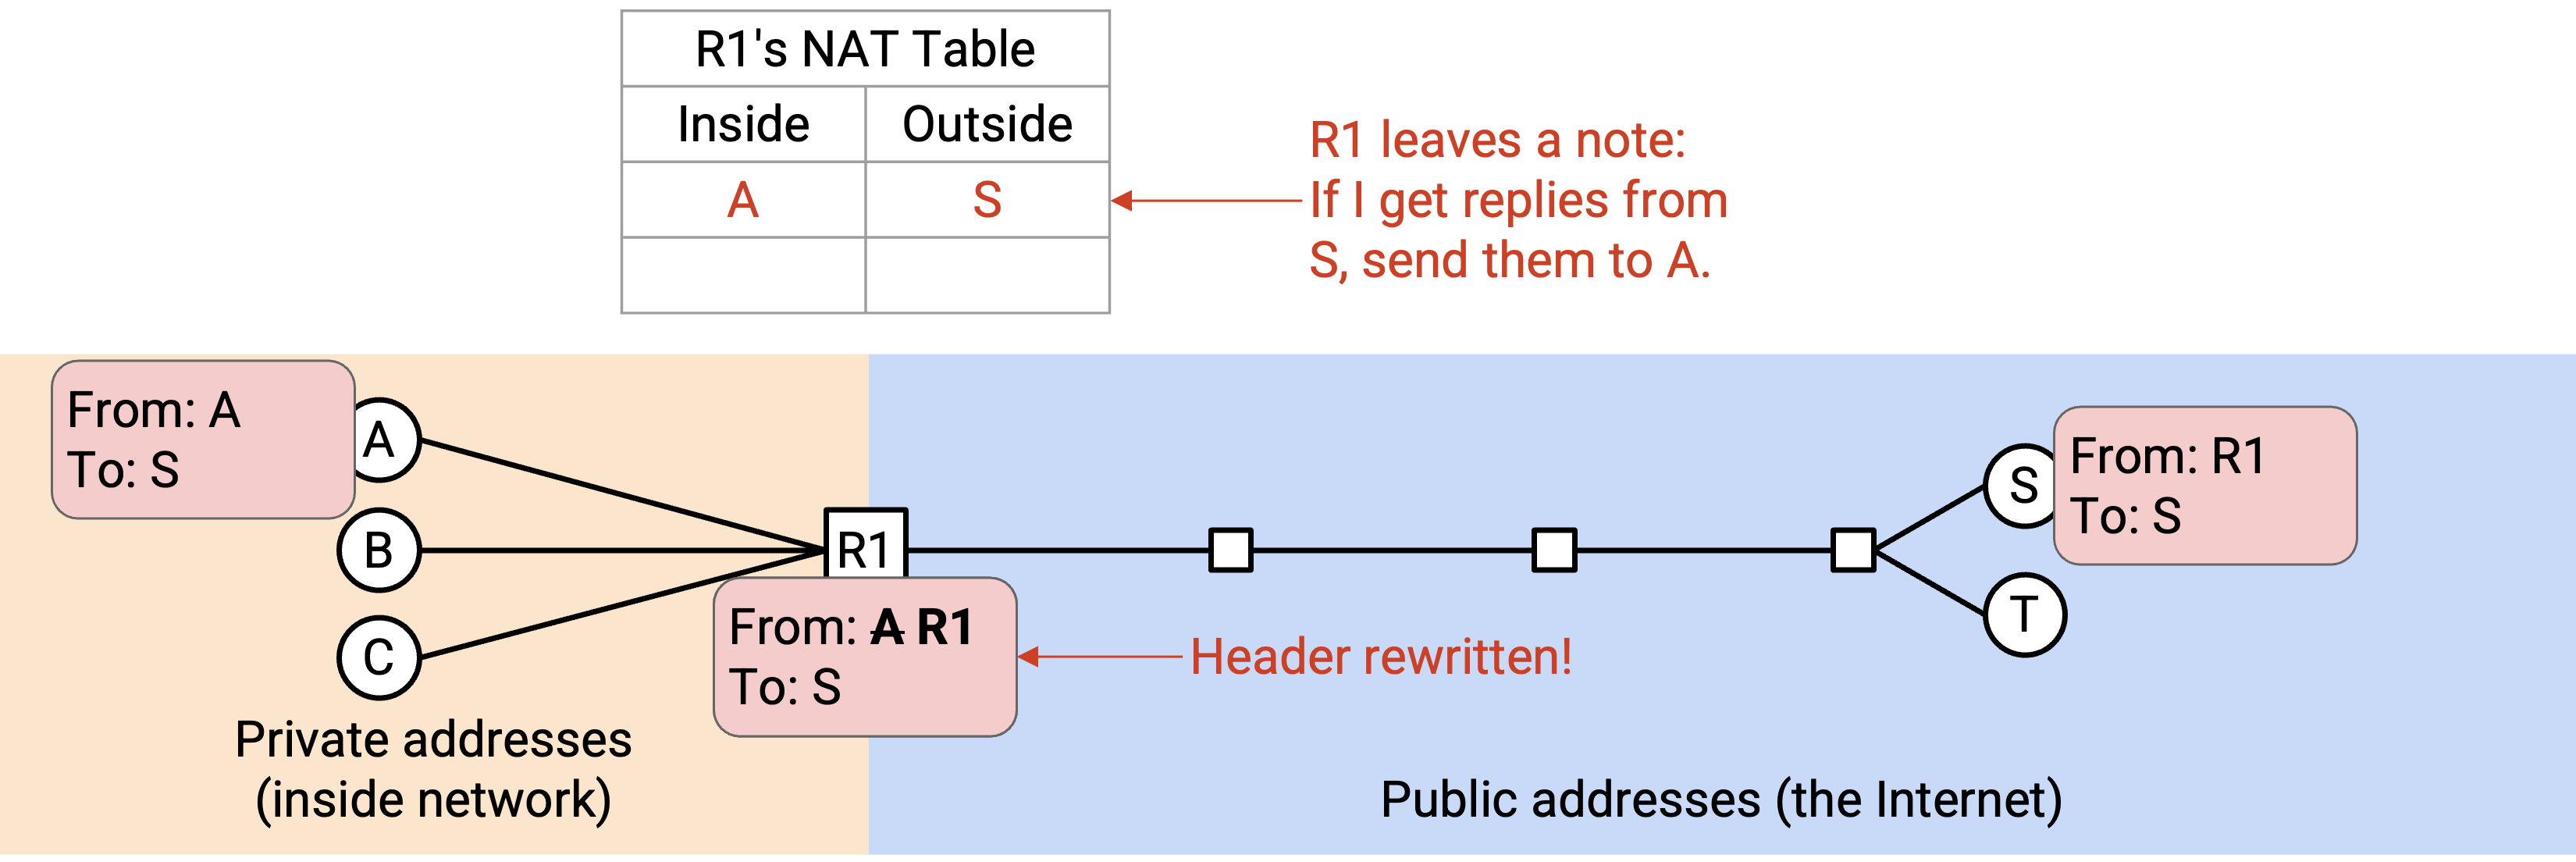 R1's NAT Table
Inside
Outside
A
S
R1 leaves a note:
If I get replies from
S, send them to A.
From: A
To: S
A
B
C
R1
From: A R1
To: S
Header rewritten!
S
From: R1
To: S
T
Private addresses
(inside network)
Public addresses (the Internet)